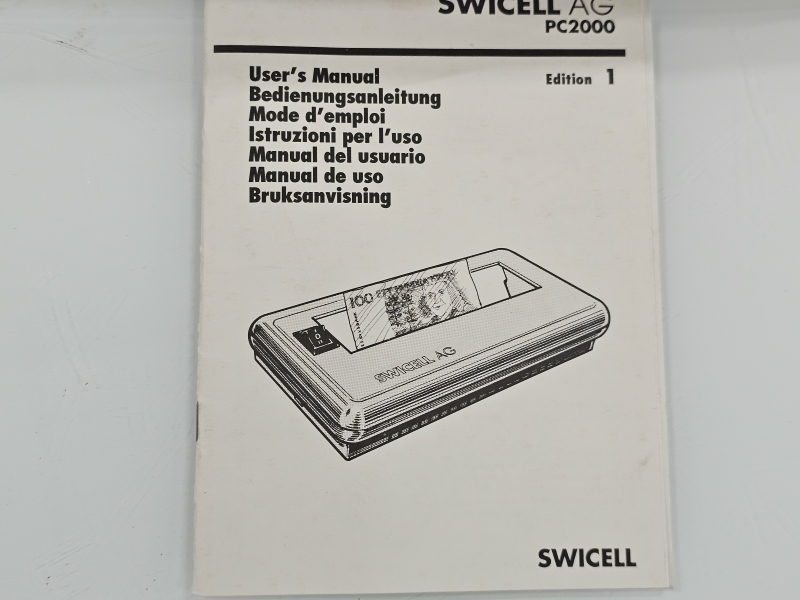 SWICELL AG
PC2000
User's Manual
Edition 1
Bedienungsanleitung
Mode d'emploi
Istruzioni per l'uso
Manual del usuario
Manual de uso
Bruksanvisning
100
SWICELL AG
SWICELL